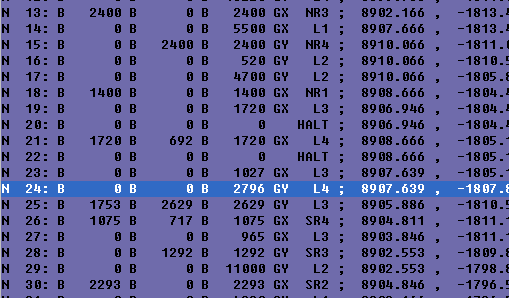 N 13: B 2400 B 0 B 2400 GX NR3 ; 8902.166 , -1813.4
N 14: B 0 B 0 B 5500 GX L1 ; 8907.666 , -1813.4
N 15: B 0 B 2400 B 2400 GY NR4 ; 8910.066 , -1811.0
N 16: B 0 B 0 B 520 GY L2 ; 8910.066 , -1810.5
N 17: B 0 B 0 B 4700 GY L2 ; 8910.066 , -1805.8
N 18: B 1400 B 0 B 1400 GX NR1 ; 8908.666 , -1804.4
N 19: B 0 B 0 B 1720 GX L3 ; 8906.946 , -1804.4
N 20: B 0 B 0 B 0 HALT ; 8906.946 , -1804.4
N 21: B 1720 B 692 B 1720 GX L4 ; 8908.666 , -1805.1
N 22: B 0 B 0 B 0 HALT ; 8908.666 , -1805.1
N 23: B 0 B 0 B 1027 GX L3 ; 8907.639 , -1805.1
N 24: B 0 B 0 B 2796 GY L4 ; 8907.639 , -1807.8
N 25: B 1753 B 2629 B 2629 GY L3 ; 8905.886 , -1810.5
N 26: B 1075 B 717 B 1075 GX SR4 ; 8904.811 , -1811.1
N 27: B 0 B 0 B 965 GX L3 ; 8903.846 , -1811.1
N 28: B 0 B 1292 B 1292 GY SR3 ; 8902.553 , -1809.8
N 29: B 0 B 0 B 11000 GY L2 ; 8902.553 , -1798.8
N 30: B 2293 B 0 B 2293 GX SR2 ; 8904.846 , -1796.5